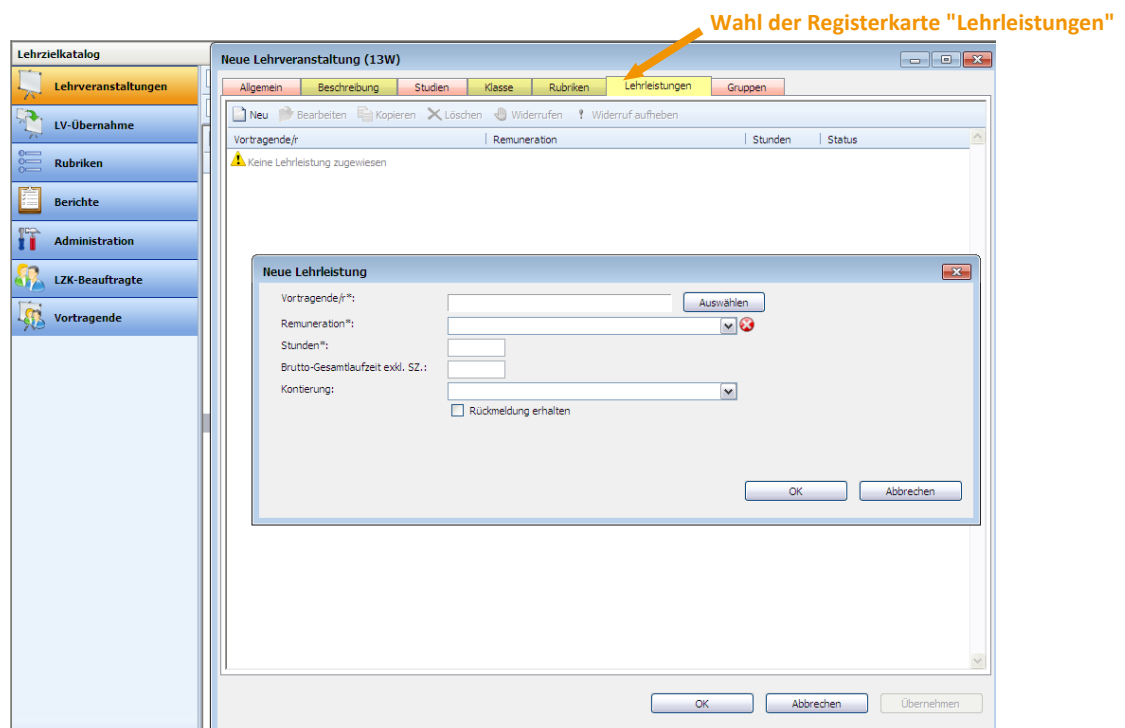 Wahl der Registerkarte "Lehrleistungen"
Lehrzielkatalog
Lehrveranstaltungen
LV-Übernahme
Rubriken
Berichte
Administration
LZK-Beauftragte
Vortragende
Neue Lehrveranstaltung (13W)
Allgemein Beschreibung Studien Klasse Rubriken Lehrleistungen Gruppen
Neu Bearbeiten Kopieren Löschen Widerrufen Widerruf aufheben
Vortragende/r Remuneration Stunden Status
Keine Lehrleistung zugewiesen
Neue Lehrleistung
Vortragende/r*: Auswählen
Remuneration*:
Stunden*:
Brutto-Gesamtlaufzeit exkl. SZ.:
Kontierung:
Rückmeldung erhalten
OK Abbrechen
OK Abbrechen Übernehmen